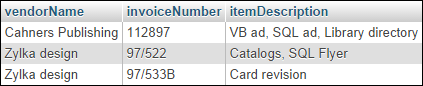 vendorName invoiceNumber itemDescription
Cahners Publishing 112897 VB ad, SQL ad, Library directory
Zylka design 97/522 Catalogs, SQL Flyer
Zylka design 97/533B Card revision